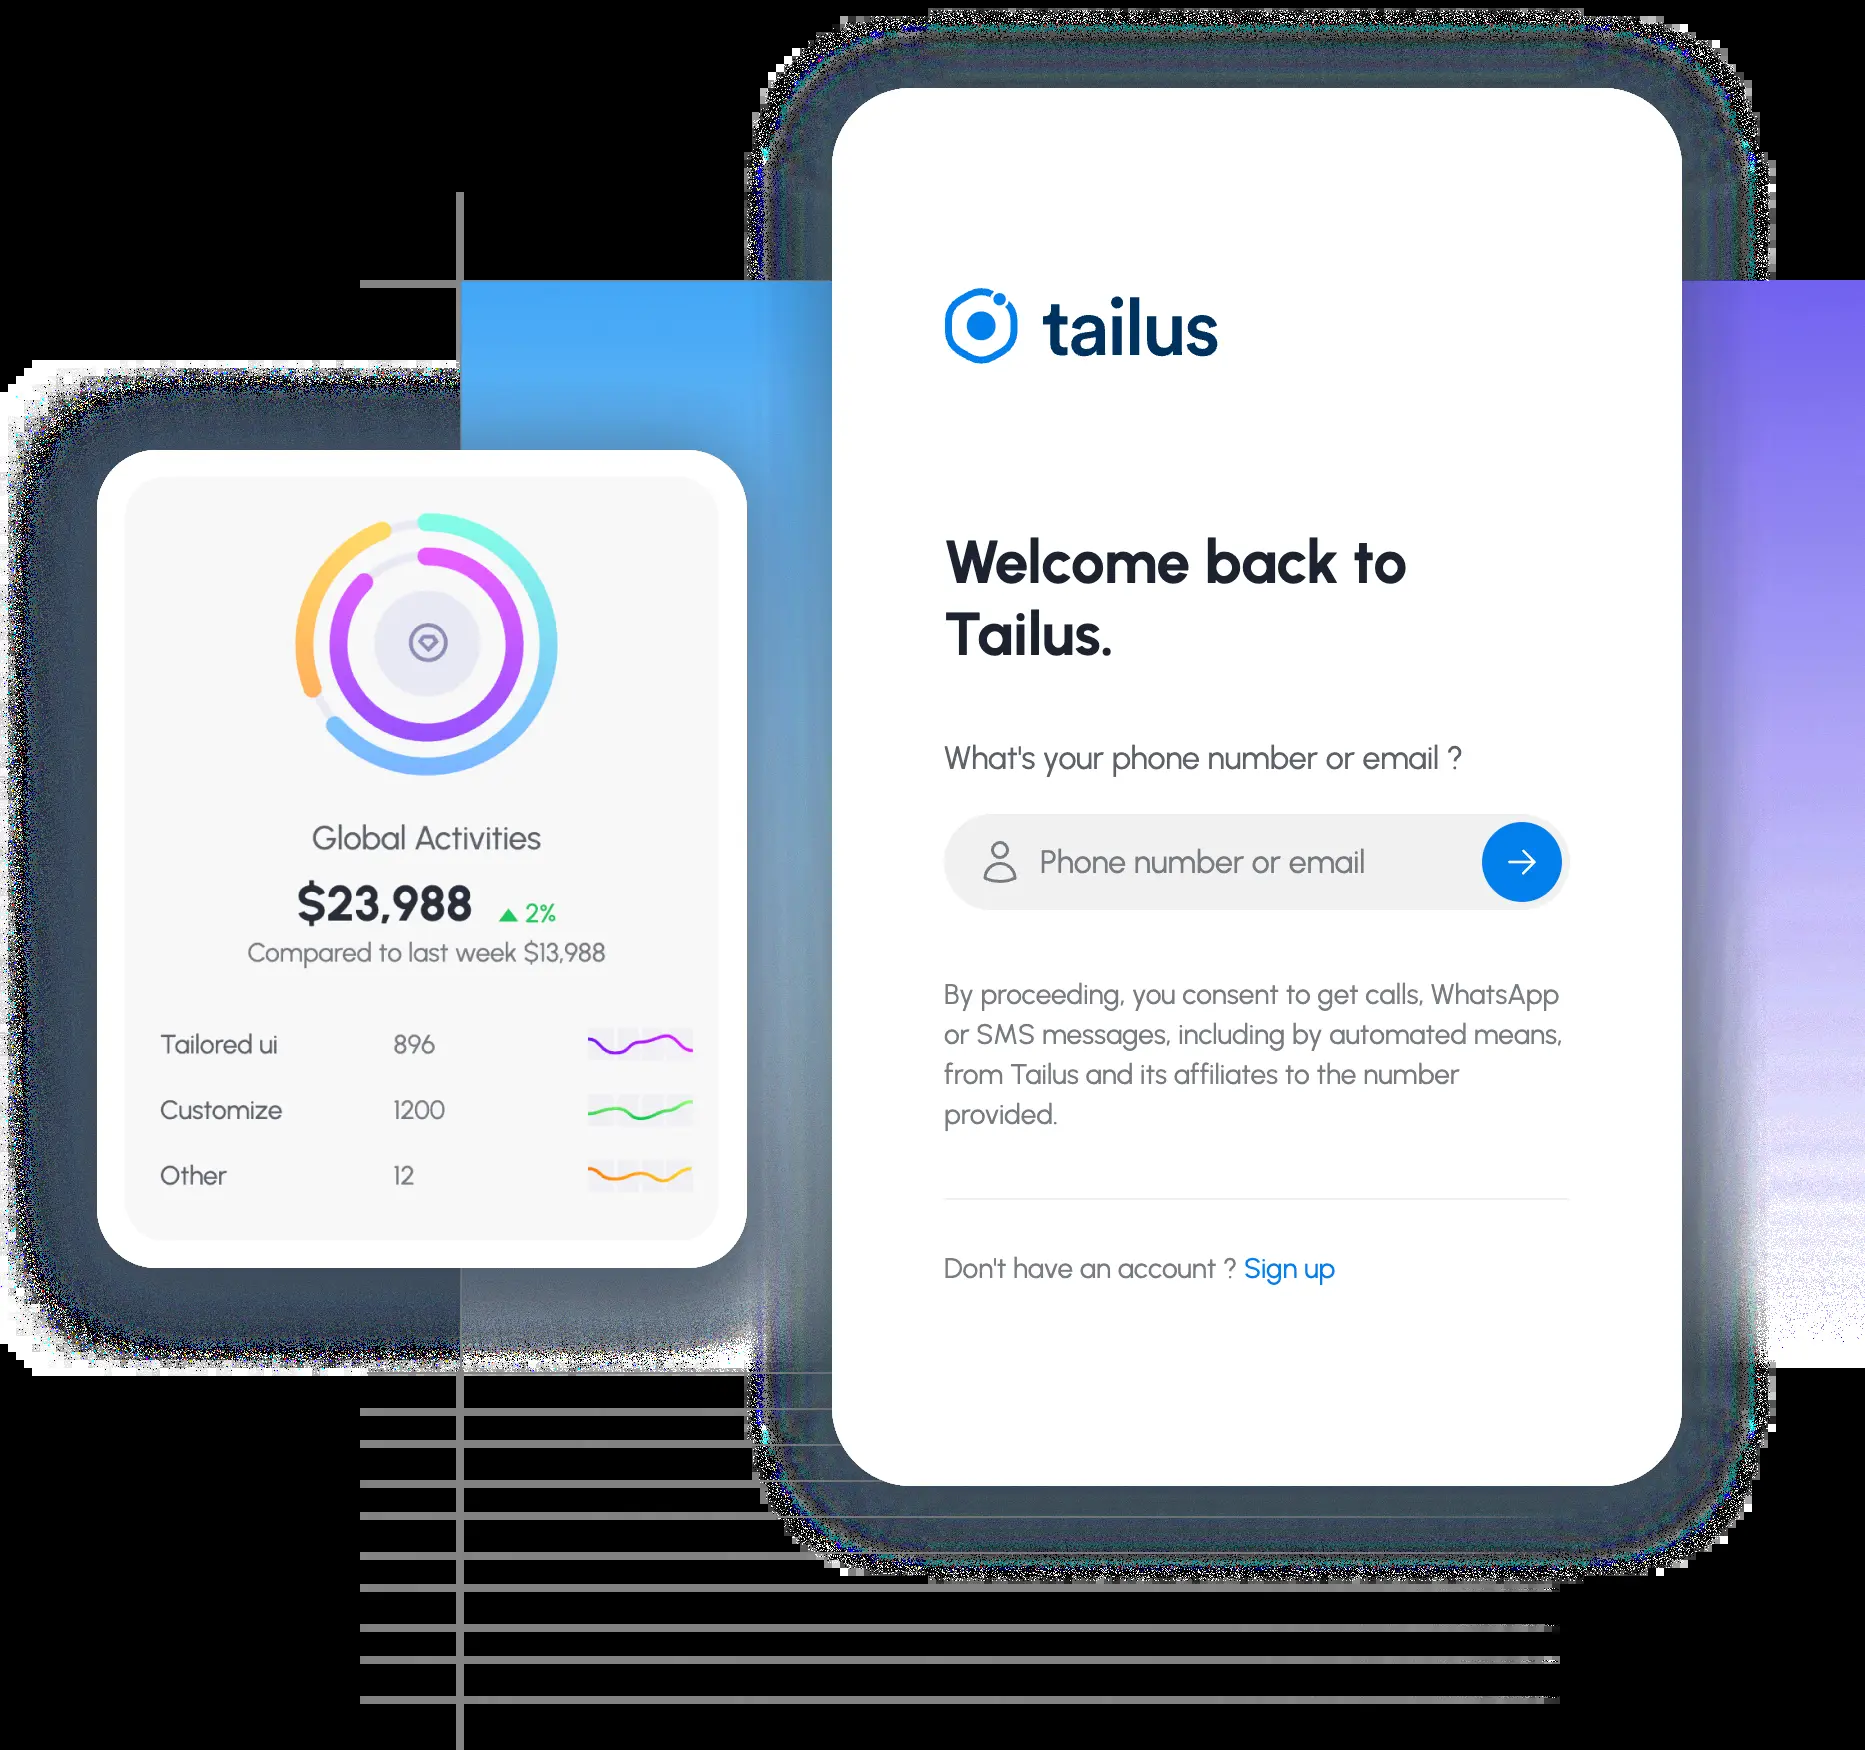 tailus
Welcome back to
Tailus.
What's your phone number or email ?
Phone number or email
By proceeding, you consent to get calls, WhatsApp
or SMS messages, including by automated means,
from Tailus and its affiliates to the number
provided.
Don't have an account ? Sign up
Global Activities
$23,988 ▲ 2%
Compared to last week $13,988
Tailored ui 896
Customize 1200
Other 12